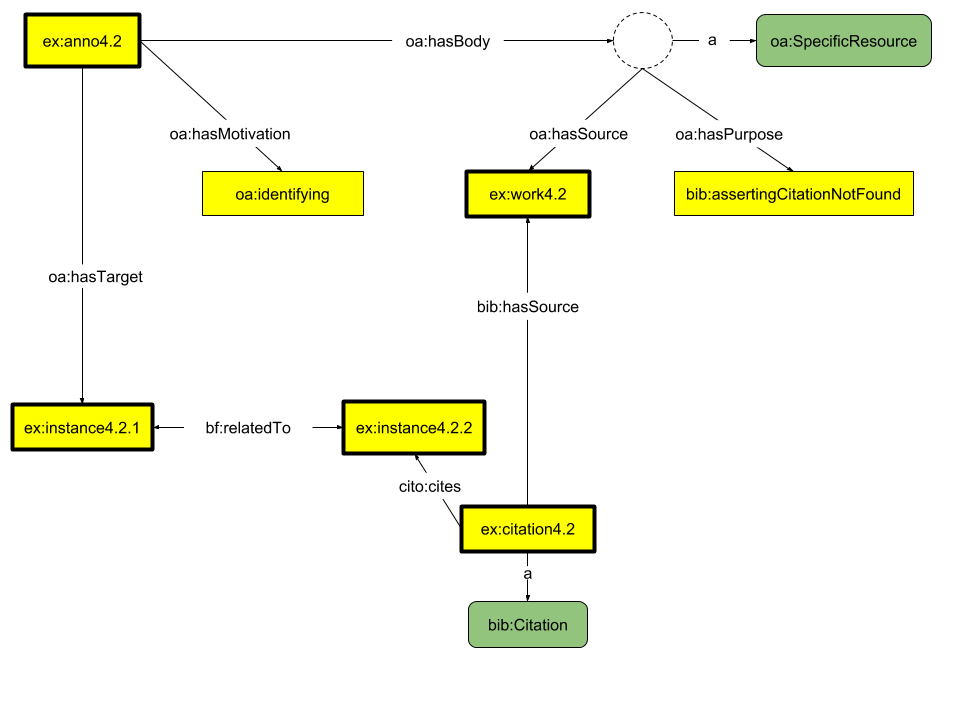 ex:anno4.2
oa:hasBody
a
oa:SpecificResource
oa:hasMotivation
oa:hasSource
oa:hasPurpose
oa:identifying
ex:work4.2
bib:assertingCitationNotFound
oa:hasTarget
bib:hasSource
ex:instance4.2.1
bf:relatedTo
ex:instance4.2.2
cito:cites
ex:citation4.2
a
bib:Citation